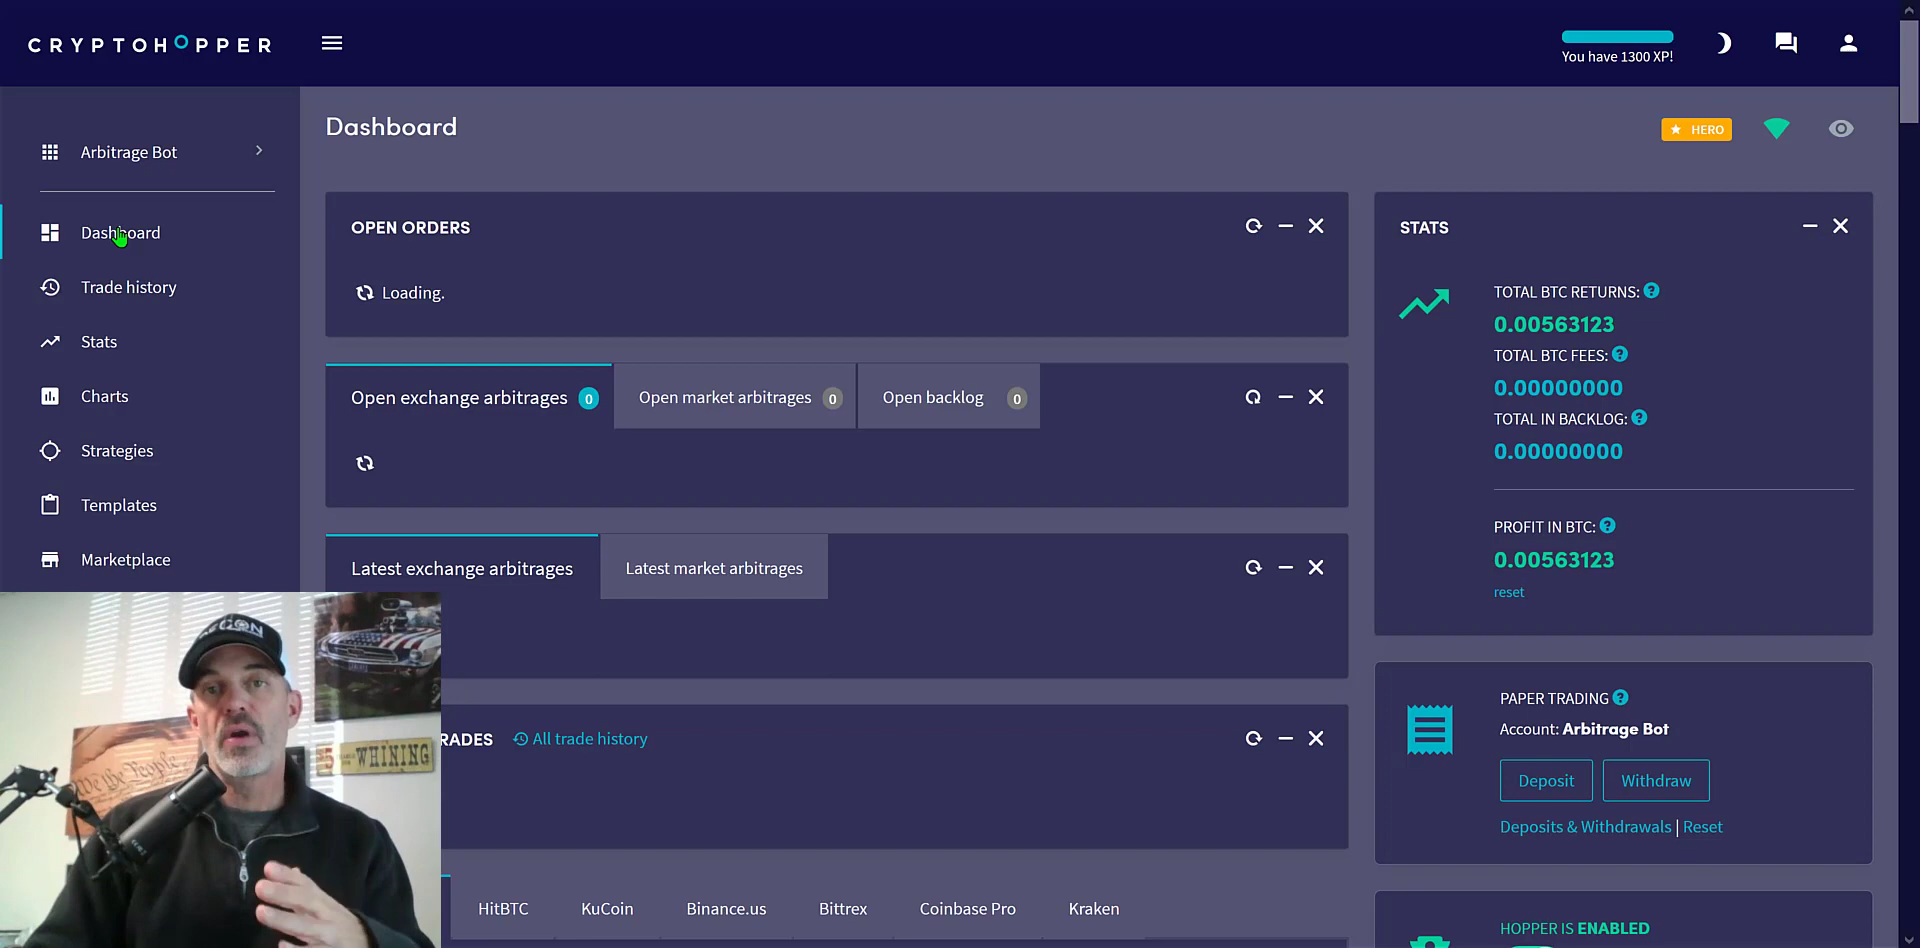 CRYPTOHOPPER
You have 1300 XP!
Arbitrage Bot
Dashboard
Trade history
Stats
Charts
Strategies
Templates
Marketplace
Dashboard
HERO
OPEN ORDERS
Loading.
Open exchange arbitrages 0
Open market arbitrages 0
Open backlog 0
Latest exchange arbitrages
Latest market arbitrages
RADES
All trade history
HitBTC
KuCoin
Binance.us
Bittrex
Coinbase Pro
Kraken
STATS
TOTAL BTC RETURNS: ?
0.00563123
TOTAL BTC FEES: ?
0.00000000
TOTAL IN BACKLOG: ?
0.00000000
PROFIT IN BTC: ?
0.00563123
reset
PAPER TRADING ?
Account: Arbitrage Bot
Deposit
Withdraw
Deposits & Withdrawals | Reset
HOPPER IS ENABLED
We the People
WHINING